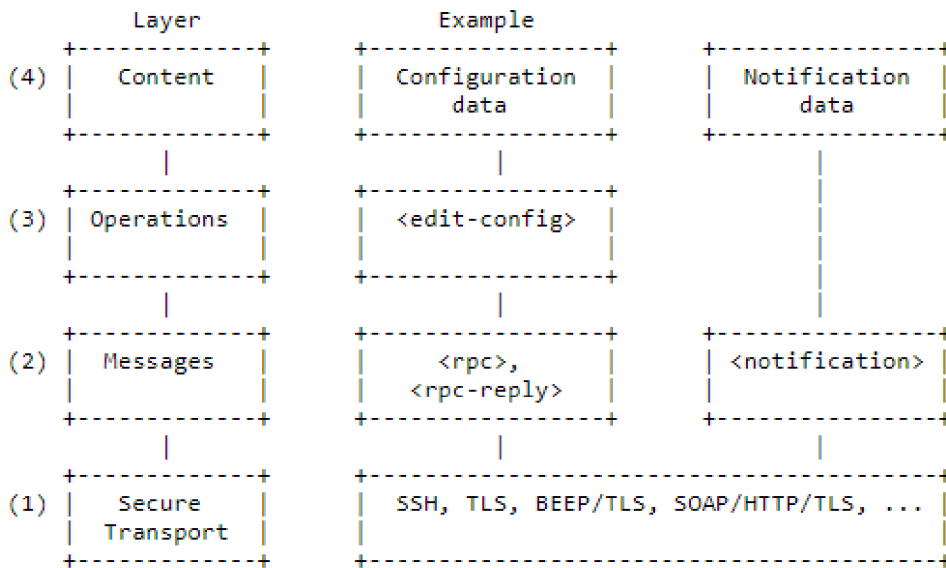 Layer Example
(4) Content Configuration Notification
data data
(3) Operations <edit-config>
(2) Messages <rpc>, <notification>
<rpc-reply>
(1) Secure SSH, TLS, BEEP/TLS, SOAP/HTTP/TLS, ...
Transport